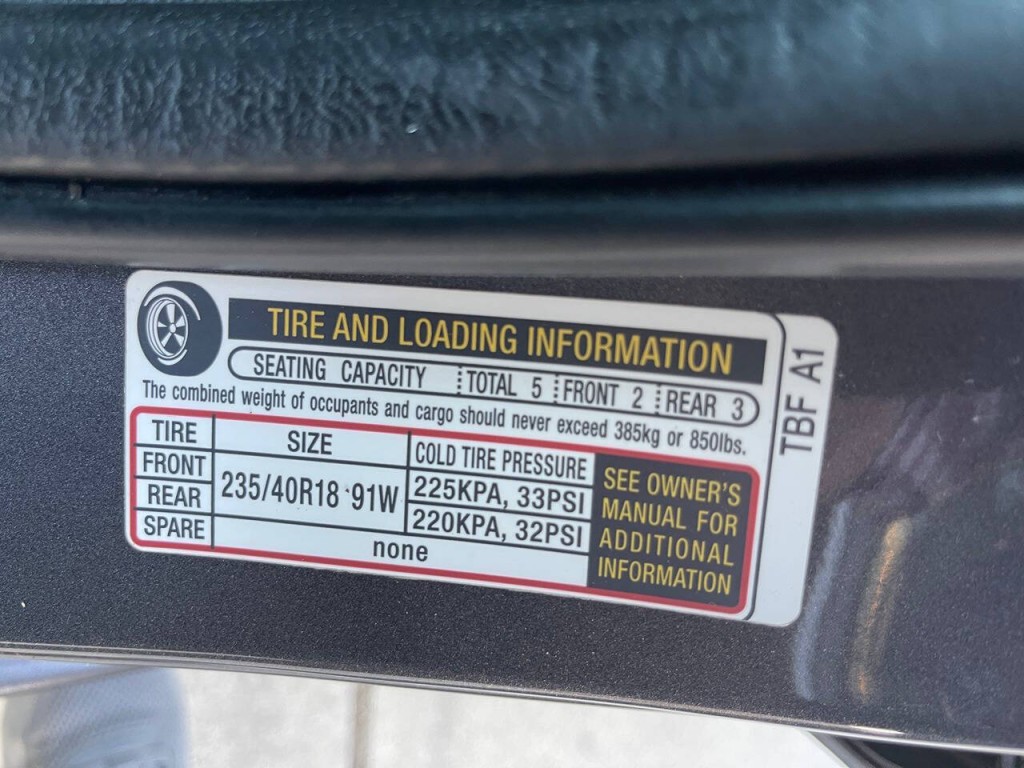 TIRE AND LOADING INFORMATION
SEATING CAPACITY TOTAL 5 FRONT 2 REAR 3
The combined weight of occupants and cargo should never exceed 385kg or 850lbs.
TIRE SIZE COLD TIRE PRESSURE
FRONT 235/40R18 91W 225KPA, 33PSI
REAR 220KPA, 32PSI
SPARE none
SEE OWNER'S
MANUAL FOR
ADDITIONAL
INFORMATION
TBF A1